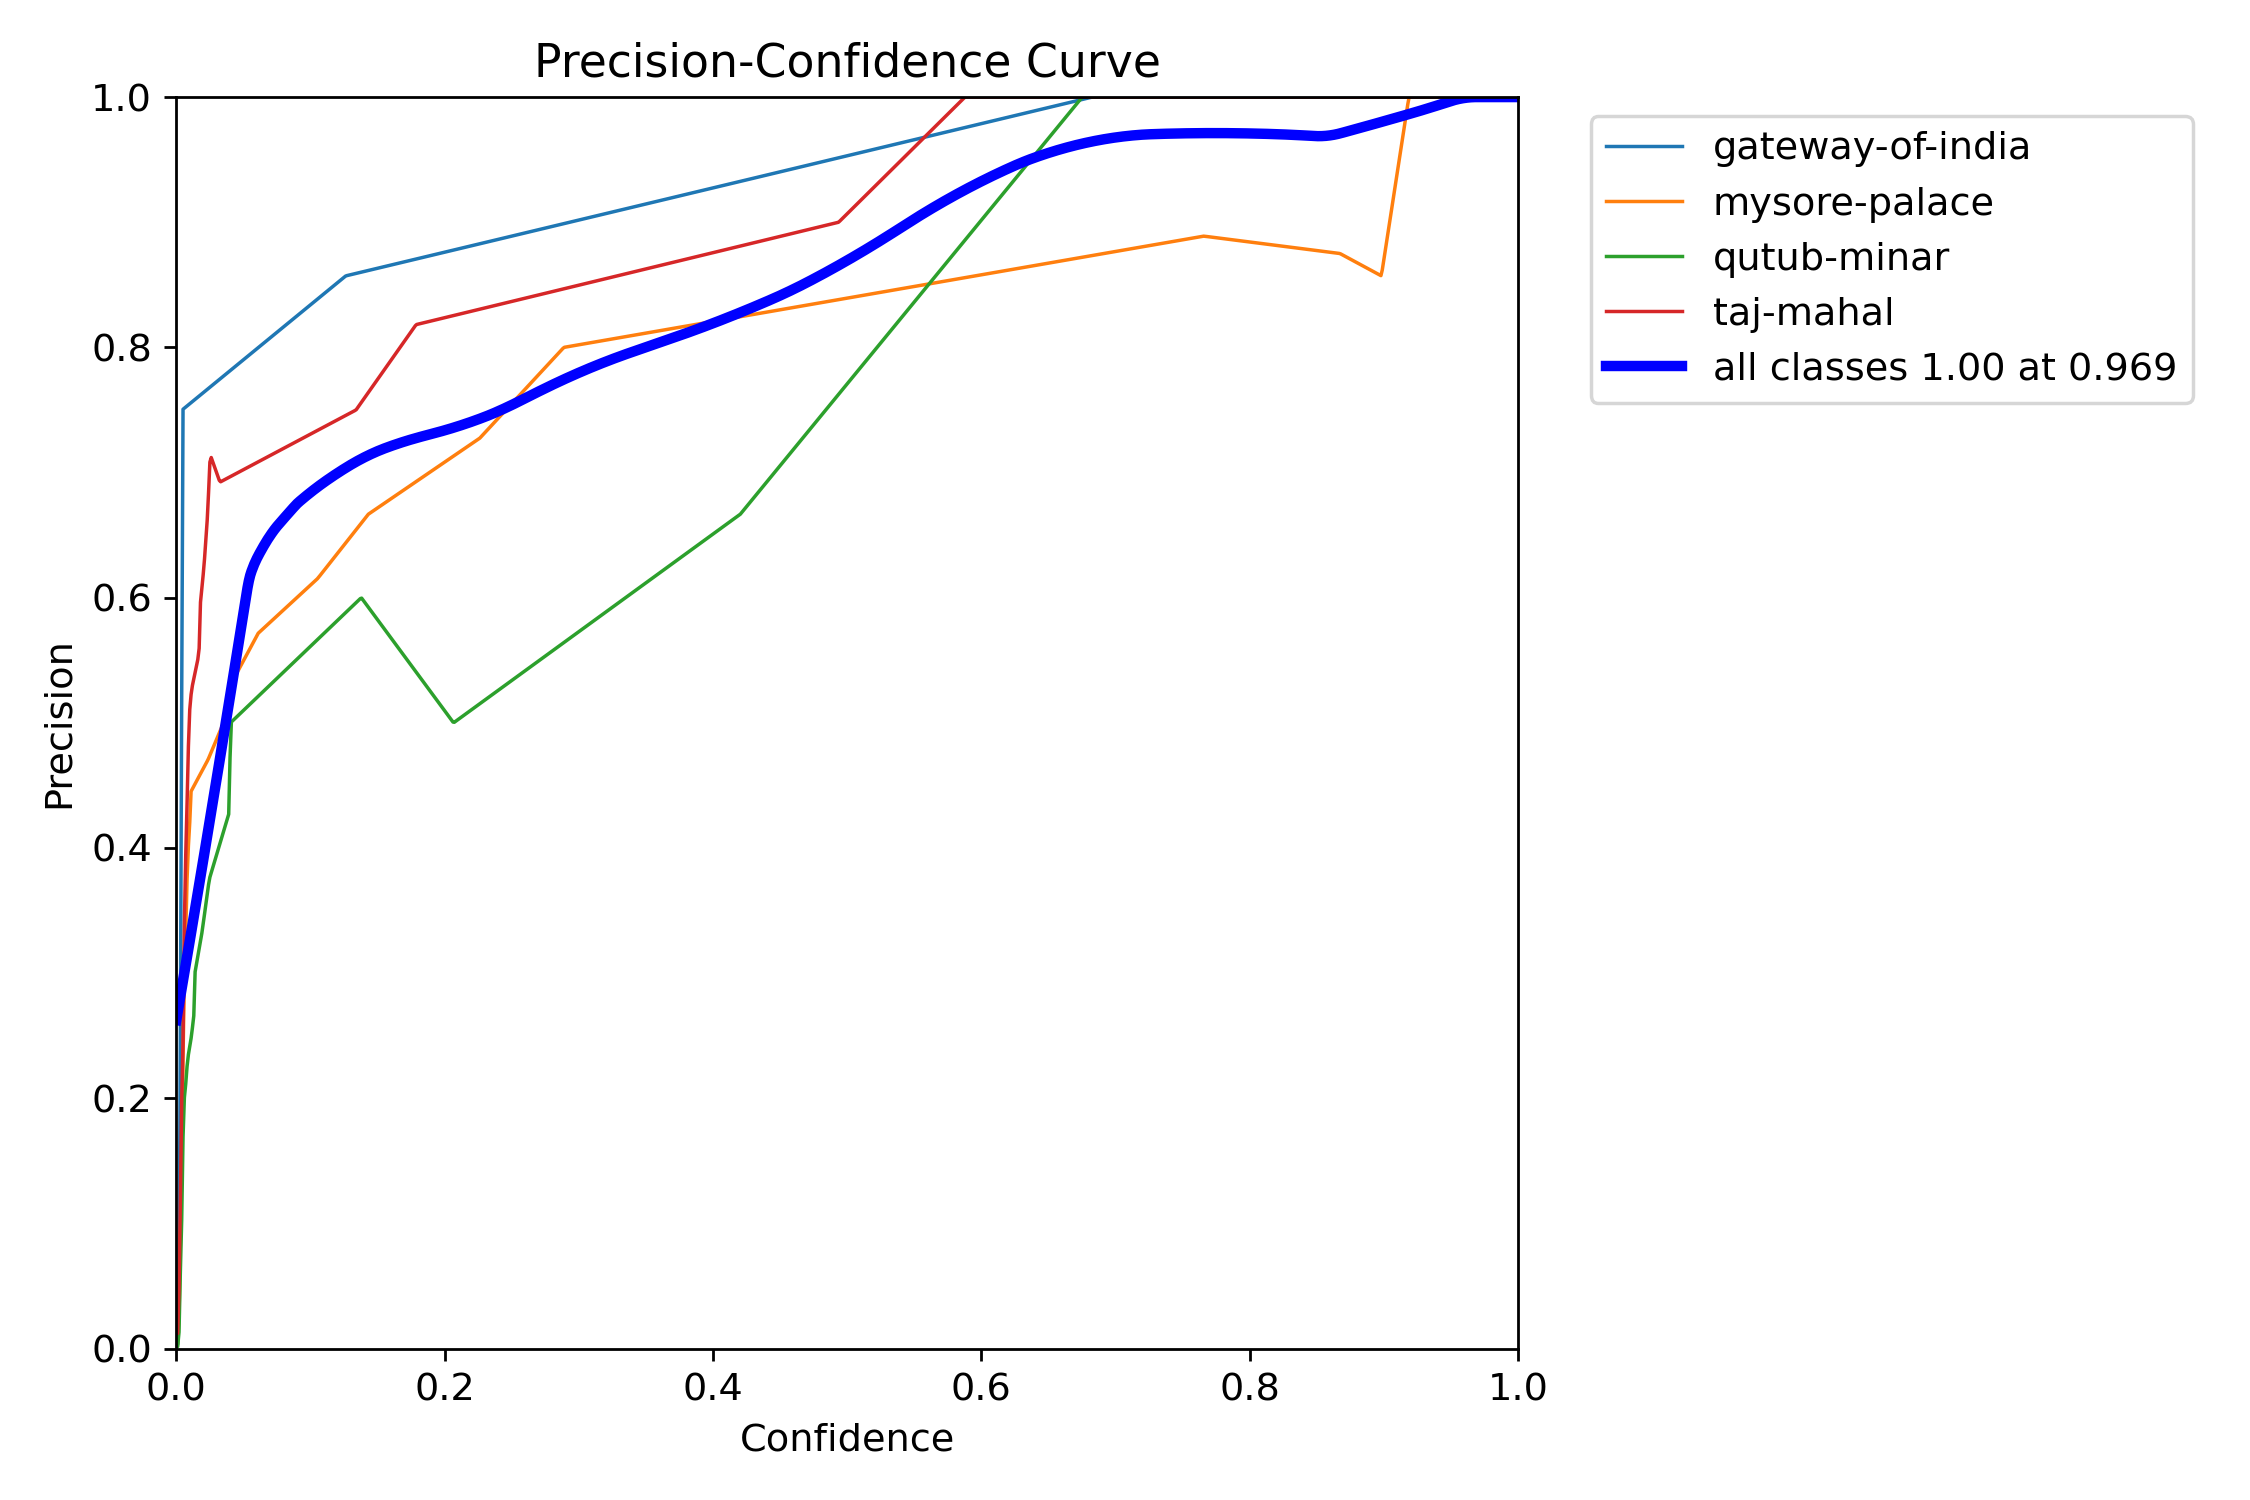 Precision-Confidence Curve
1.0
0.8
0.6
0.4
0.2
0.0
Precision
0.0 0.2 0.4 0.6 0.8 1.0
Confidence
gateway-of-india
mysore-palace
qutub-minar
taj-mahal
all classes 1.00 at 0.969